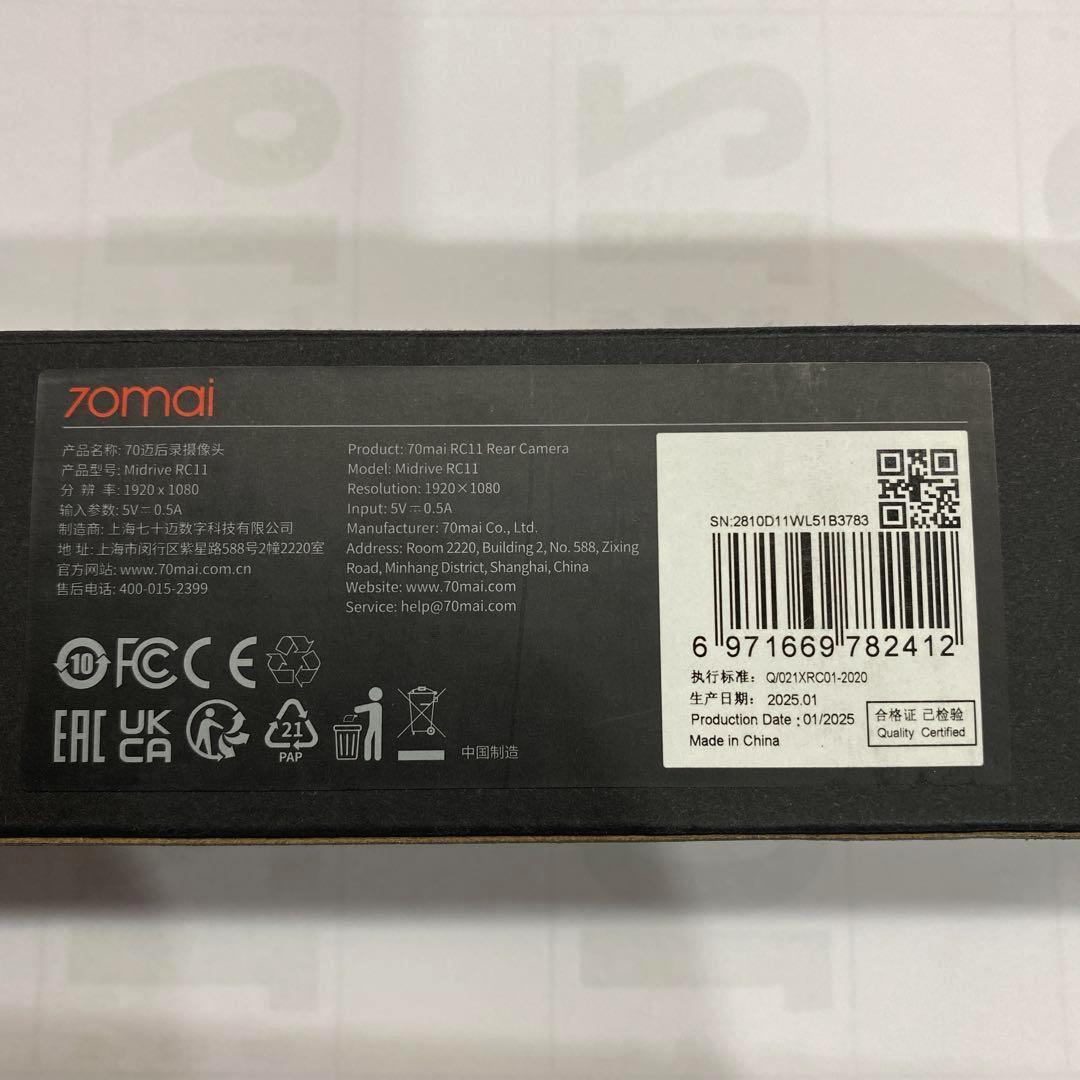 70mai
产品名称: 70迈后录摄像头
产品型号: Midrive RC11
分 辨 率: 1920 x 1080
输入参数: 5V⎓0.5A
制造商: 上海七十迈数字科技有限公司
地 址: 上海市闵行区紫星路588号2幢2220室
官方网站: www.70mai.com.cn
售后电话: 400-015-2399
Product: 70mai RC11 Rear Camera
Model: Midrive RC11
Resolution: 1920×1080
Input: 5V⎓0.5A
Manufacturer: 70mai Co., Ltd.
Address: Room 2220, Building 2, No. 588, Zixing
Road, Minhang District, Shanghai, China
Website: www.70mai.com
Service: help@70mai.com
10 FC CE
EAC UK
CA
21
PAP
中国制造
SN:2810D11WL51B3783
6 971669 782412
执行标准: Q/021XRC01-2020
生产日期: 2025.01
Production Date : 01/2025
Made in China
合格证 已检验
Quality Certified